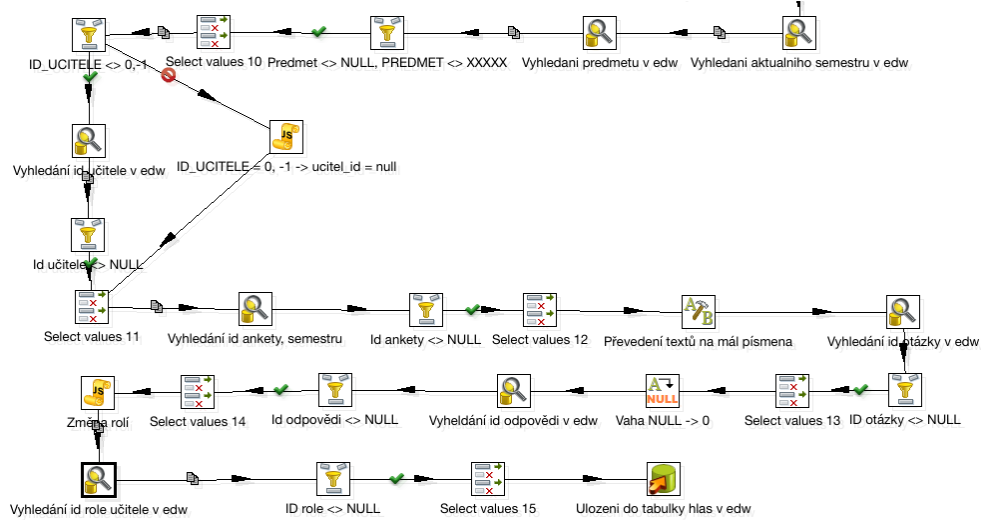 ID_UCITELE <> 0,-1
Select values 10
Predmet <> NULL, PREDMET <> XXXXX
Vyhledani predmetu v edw
Vyhledani aktualniho semestru v edw
JS
Vyhledání id učitele v edw
ID_UCITELE = 0, -1 -> ucitel_id = null
Id učitele <> NULL
Select values 11
Vyhledání id ankety, semestru
Id ankety <> NULL
Select values 12
A
B
Převedení textů na mál písmena
Vyhledání id otázky v edw
JS
Změna rolí
Select values 14
Id odpovědi <> NULL
Vyheldání id odpovědi v edw
A
NULL
Vaha NULL -> 0
Select values 13
ID otázky <> NULL
Vyhledání id role učitele v edw
ID role <> NULL
Select values 15
Ulozeni do tabulky hlas v edw